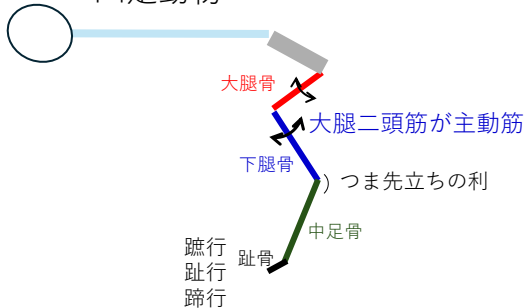 大腿骨
大腿二頭筋が主動筋
下腿骨
) つま先立ちの利
中足骨
趾骨
蹠行
趾行
蹄行